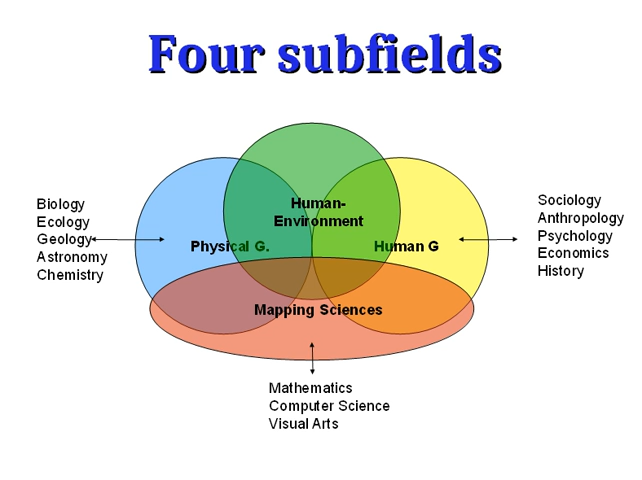 Four subfields
Biology
Ecology
Geology
Astronomy
Chemistry
Human-
Environment
Physical G.
Human G
Mapping Sciences
Sociology
Anthropology
Psychology
Economics
History
Mathematics
Computer Science
Visual Arts